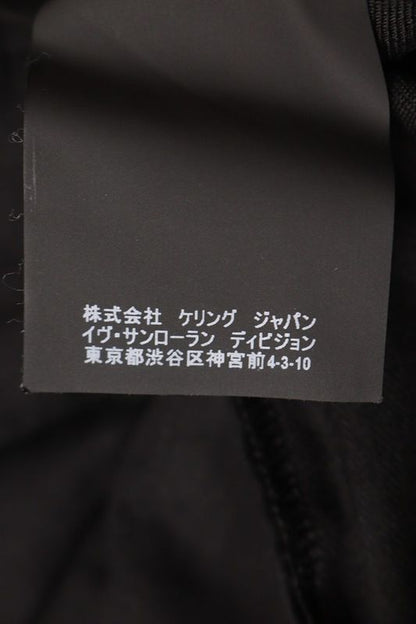 株式会社 ケリング ジャパン
イヴ・サンローラン ディビジョン
東京都渋谷区神宮前4-3-10